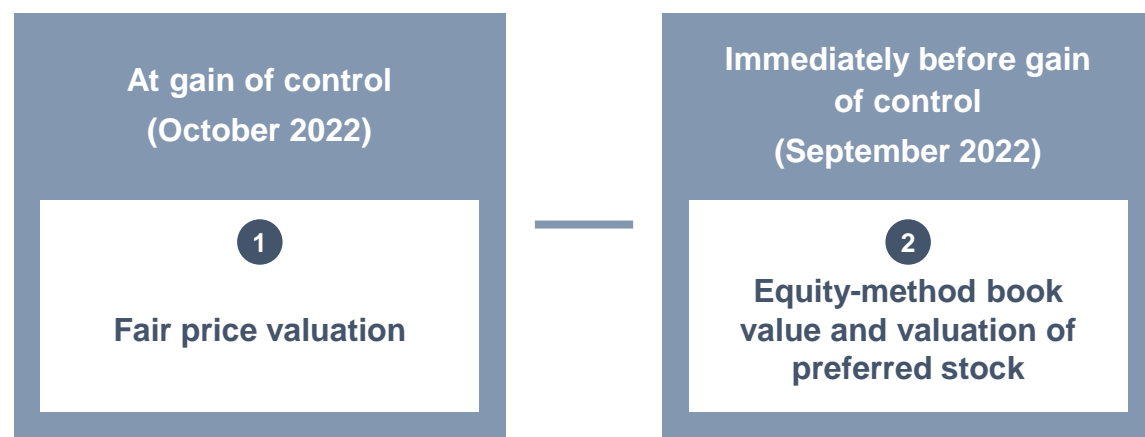 At gain of control
(October 2022)
1
Fair price valuation
Immediately before gain
of control
(September 2022)
2
Equity-method book
value and valuation of
preferred stock